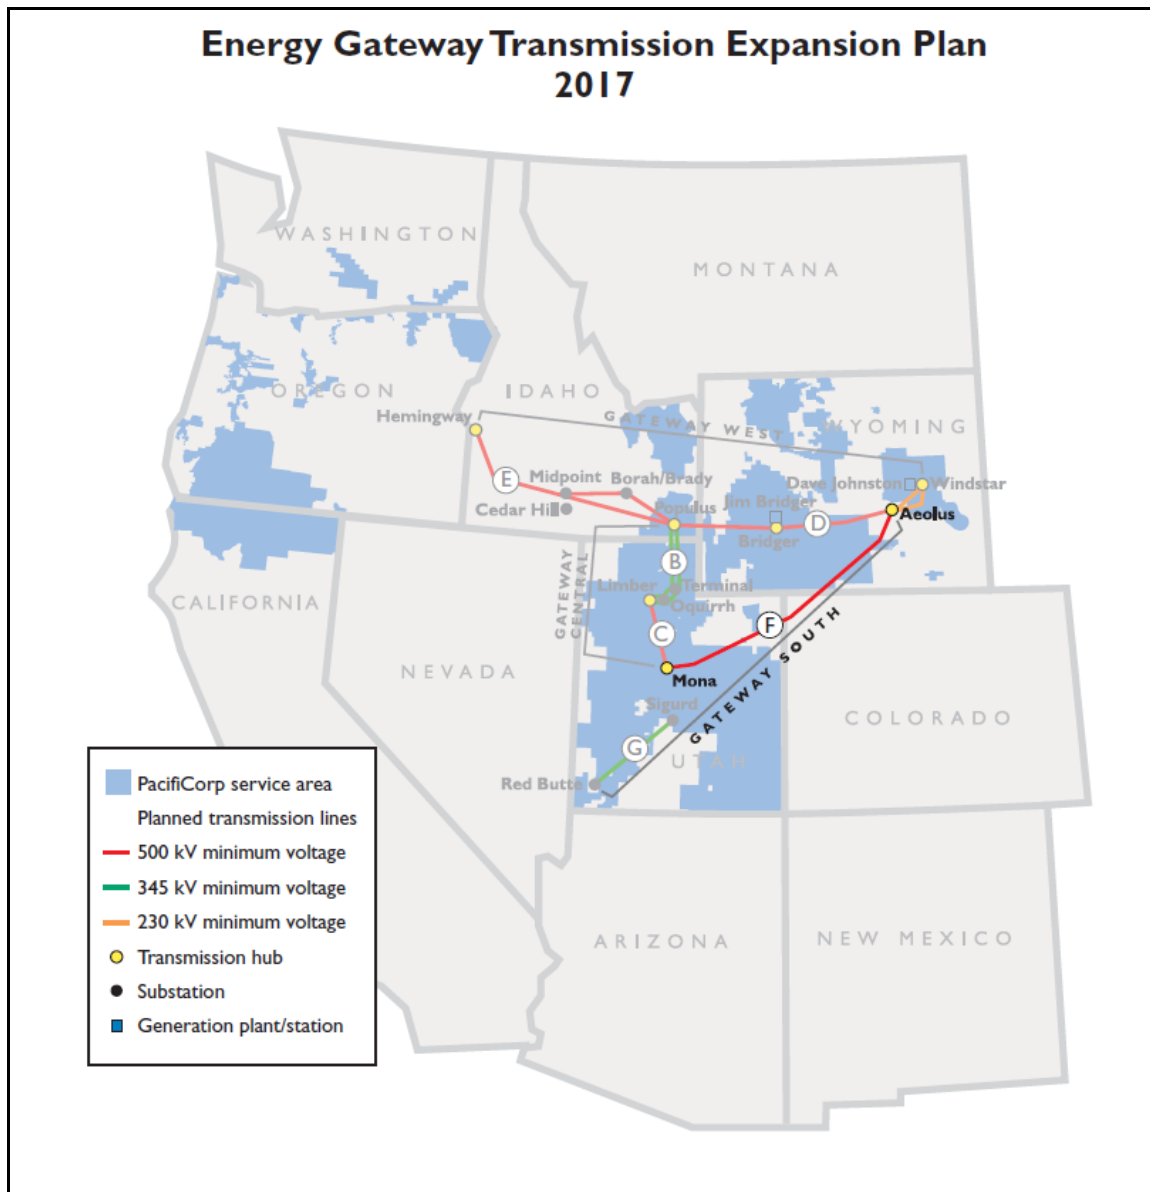 Energy Gateway Transmission Expansion Plan
2017
WASHINGTON
MONTANA
OREGON
IDAHO
Hemingway
GATEWAY WEST
WYOMING
E
Midpoint
Borah/Brady
Dave Johnston
Windstar
Cedar Hill
Populus
Jim Bridger
D
Aeolus
Bridger
B
GATEWAY
CENTRAL
Limber
Terminal
Oquirrh
CALIFORNIA
C
F
NEVADA
Mona
GATEWAY SOUTH
Sigurd
COLORADO
G
UTAH
Red Butte
PacifiCorp service area
Planned transmission lines
500 kV minimum voltage
345 kV minimum voltage
230 kV minimum voltage
Transmission hub
Substation
Generation plant/station
ARIZONA
NEW MEXICO